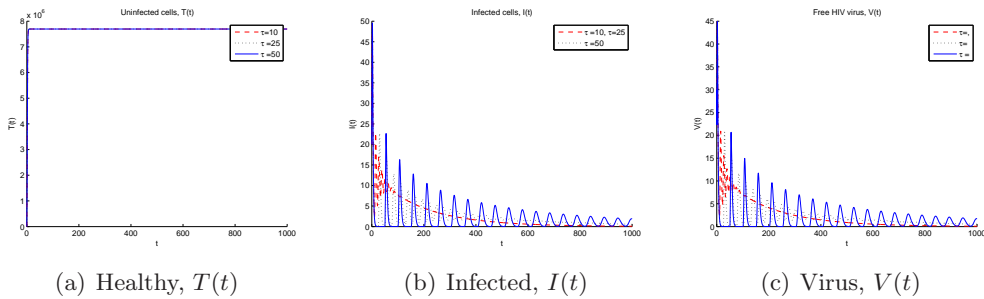 Uninfected cells, T(t)
x 10^6
8
7
6
5
4
3
2
1
0
T(t)
0
200
400
600
800
1000
t
τ=10
τ =25
τ =50
(a) Healthy, T(t)
Infected cells, I(t)
50
45
40
35
30
25
20
15
10
5
0
I(t)
0
200
400
600
800
1000
t
τ =10, τ=25
τ =50
(b) Infected, I(t)
Free HIV virus, V(t)
45
40
35
30
25
20
15
10
5
0
V(t)
0
200
400
600
800
1000
t
τ=,
τ=
τ =
(c) Virus, V(t)